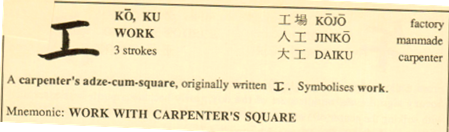 工
KŌ, KU
WORK
3 strokes
工場 KŌJŌ factory
人工 JINKŌ manmade
大工 DAIKU carpenter
A carpenter's adze-cum-square, originally written 工. Symbolises work.
Mnemonic: WORK WITH CARPENTER'S SQUARE